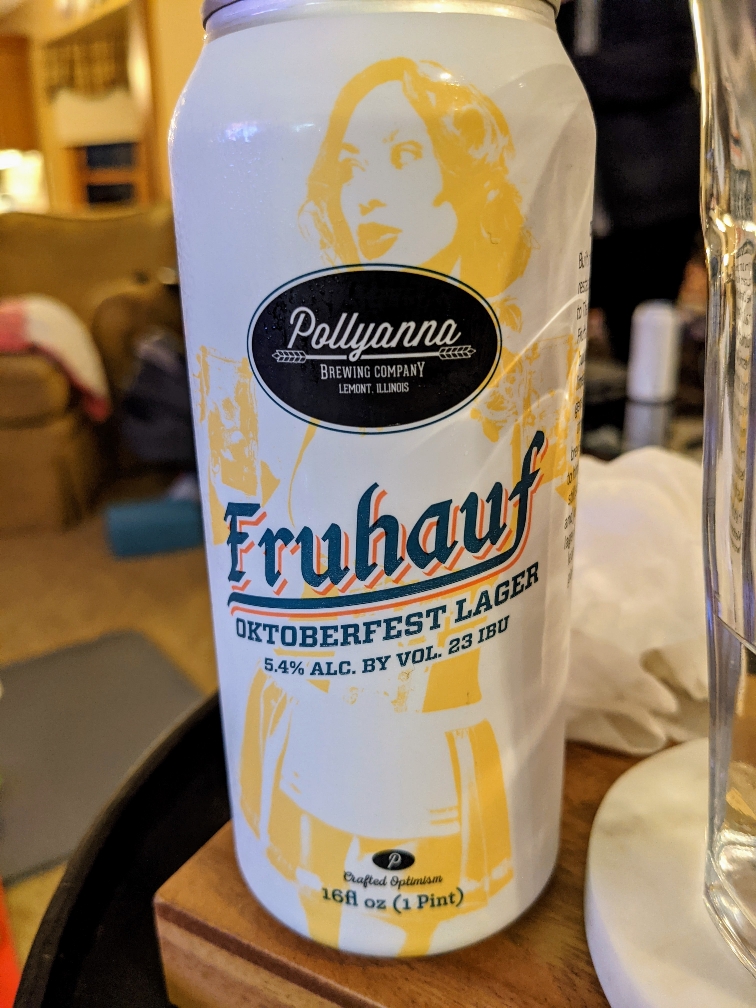 Pollyanna
BREWING COMPANY
LEMONT, ILLINOIS
Fruhauf
OKTOBERFEST LAGER
5.4% ALC. BY VOL. 23 IBU
P
Crafted Optimism
16fl oz (1 Pint)